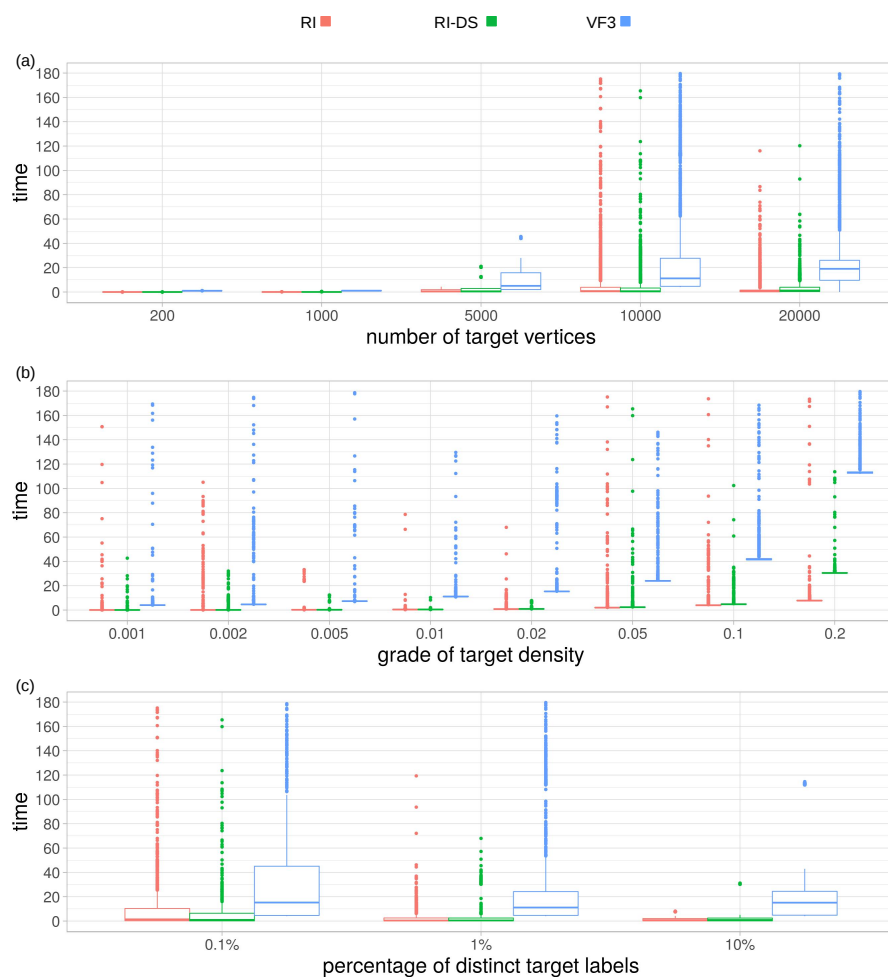 RI RI-DS VF3
(a)
180
160
140
120
100
80
60
40
20
0
time
200 1000 5000 10000 20000
number of target vertices
(b)
180
160
140
120
100
80
60
40
20
0
time
0.001 0.002 0.005 0.01 0.02 0.05 0.1 0.2
grade of target density
(c)
180
160
140
120
100
80
60
40
20
0
time
0.1% 1% 10%
percentage of distinct target labels